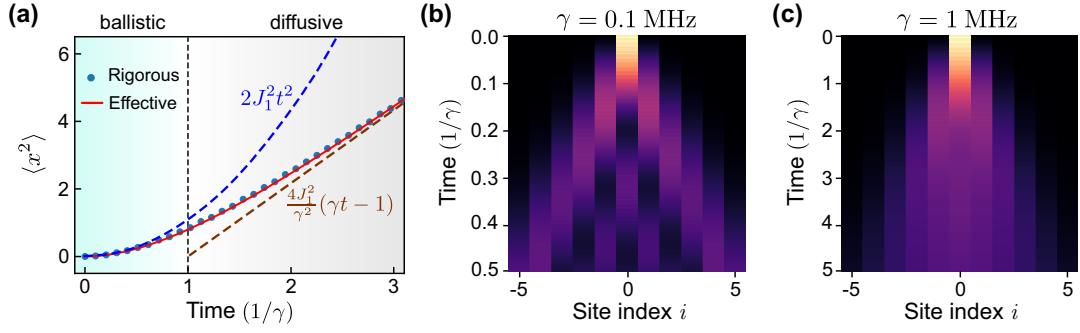 (a)
ballistic
diffusive
6
4
2
0
⟨x²⟩
Rigorous
Effective
2J₁²t²
4J₁²/γ² (γt − 1)
0
1
2
3
Time (1/γ)
(b)
γ = 0.1 MHz
0.0
0.1
0.2
0.3
0.4
0.5
Time (1/γ)
-5
0
5
Site index i
(c)
γ = 1 MHz
0
1
2
3
4
5
Time (1/γ)
-5
0
5
Site index i